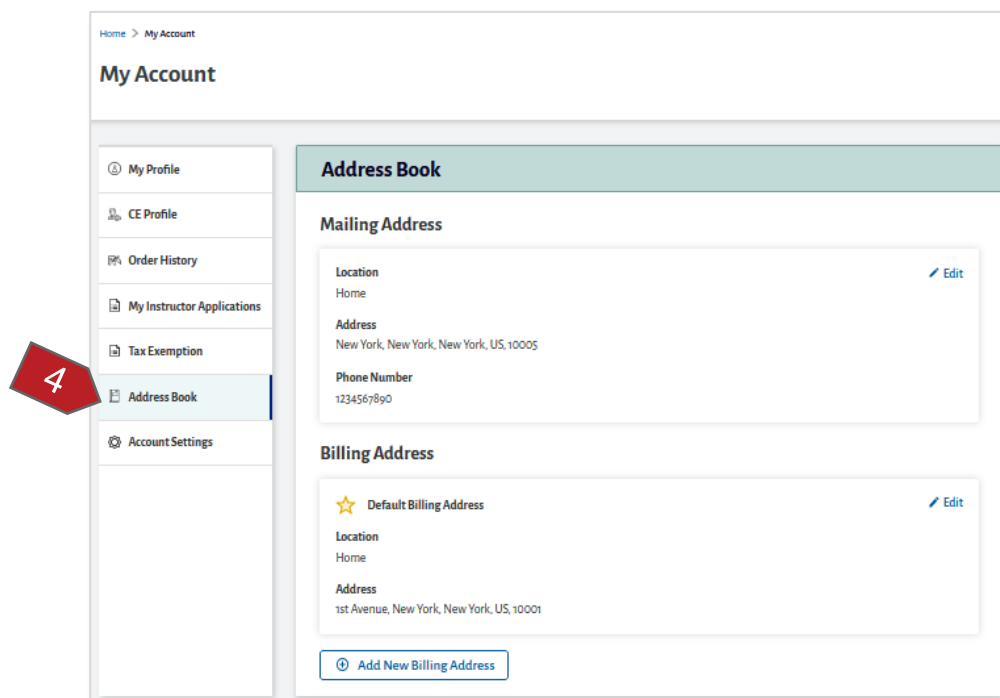 Home > My Account
My Account
My Profile
CE Profile
Order History
My Instructor Applications
Tax Exemption
4
Address Book
Account Settings
Address Book
Mailing Address
Location
Edit
Home
Address
New York, New York, New York, US, 10005
Phone Number
1234567890
Billing Address
Default Billing Address
Edit
Location
Home
Address
1st Avenue, New York, New York, US, 10001
Add New Billing Address